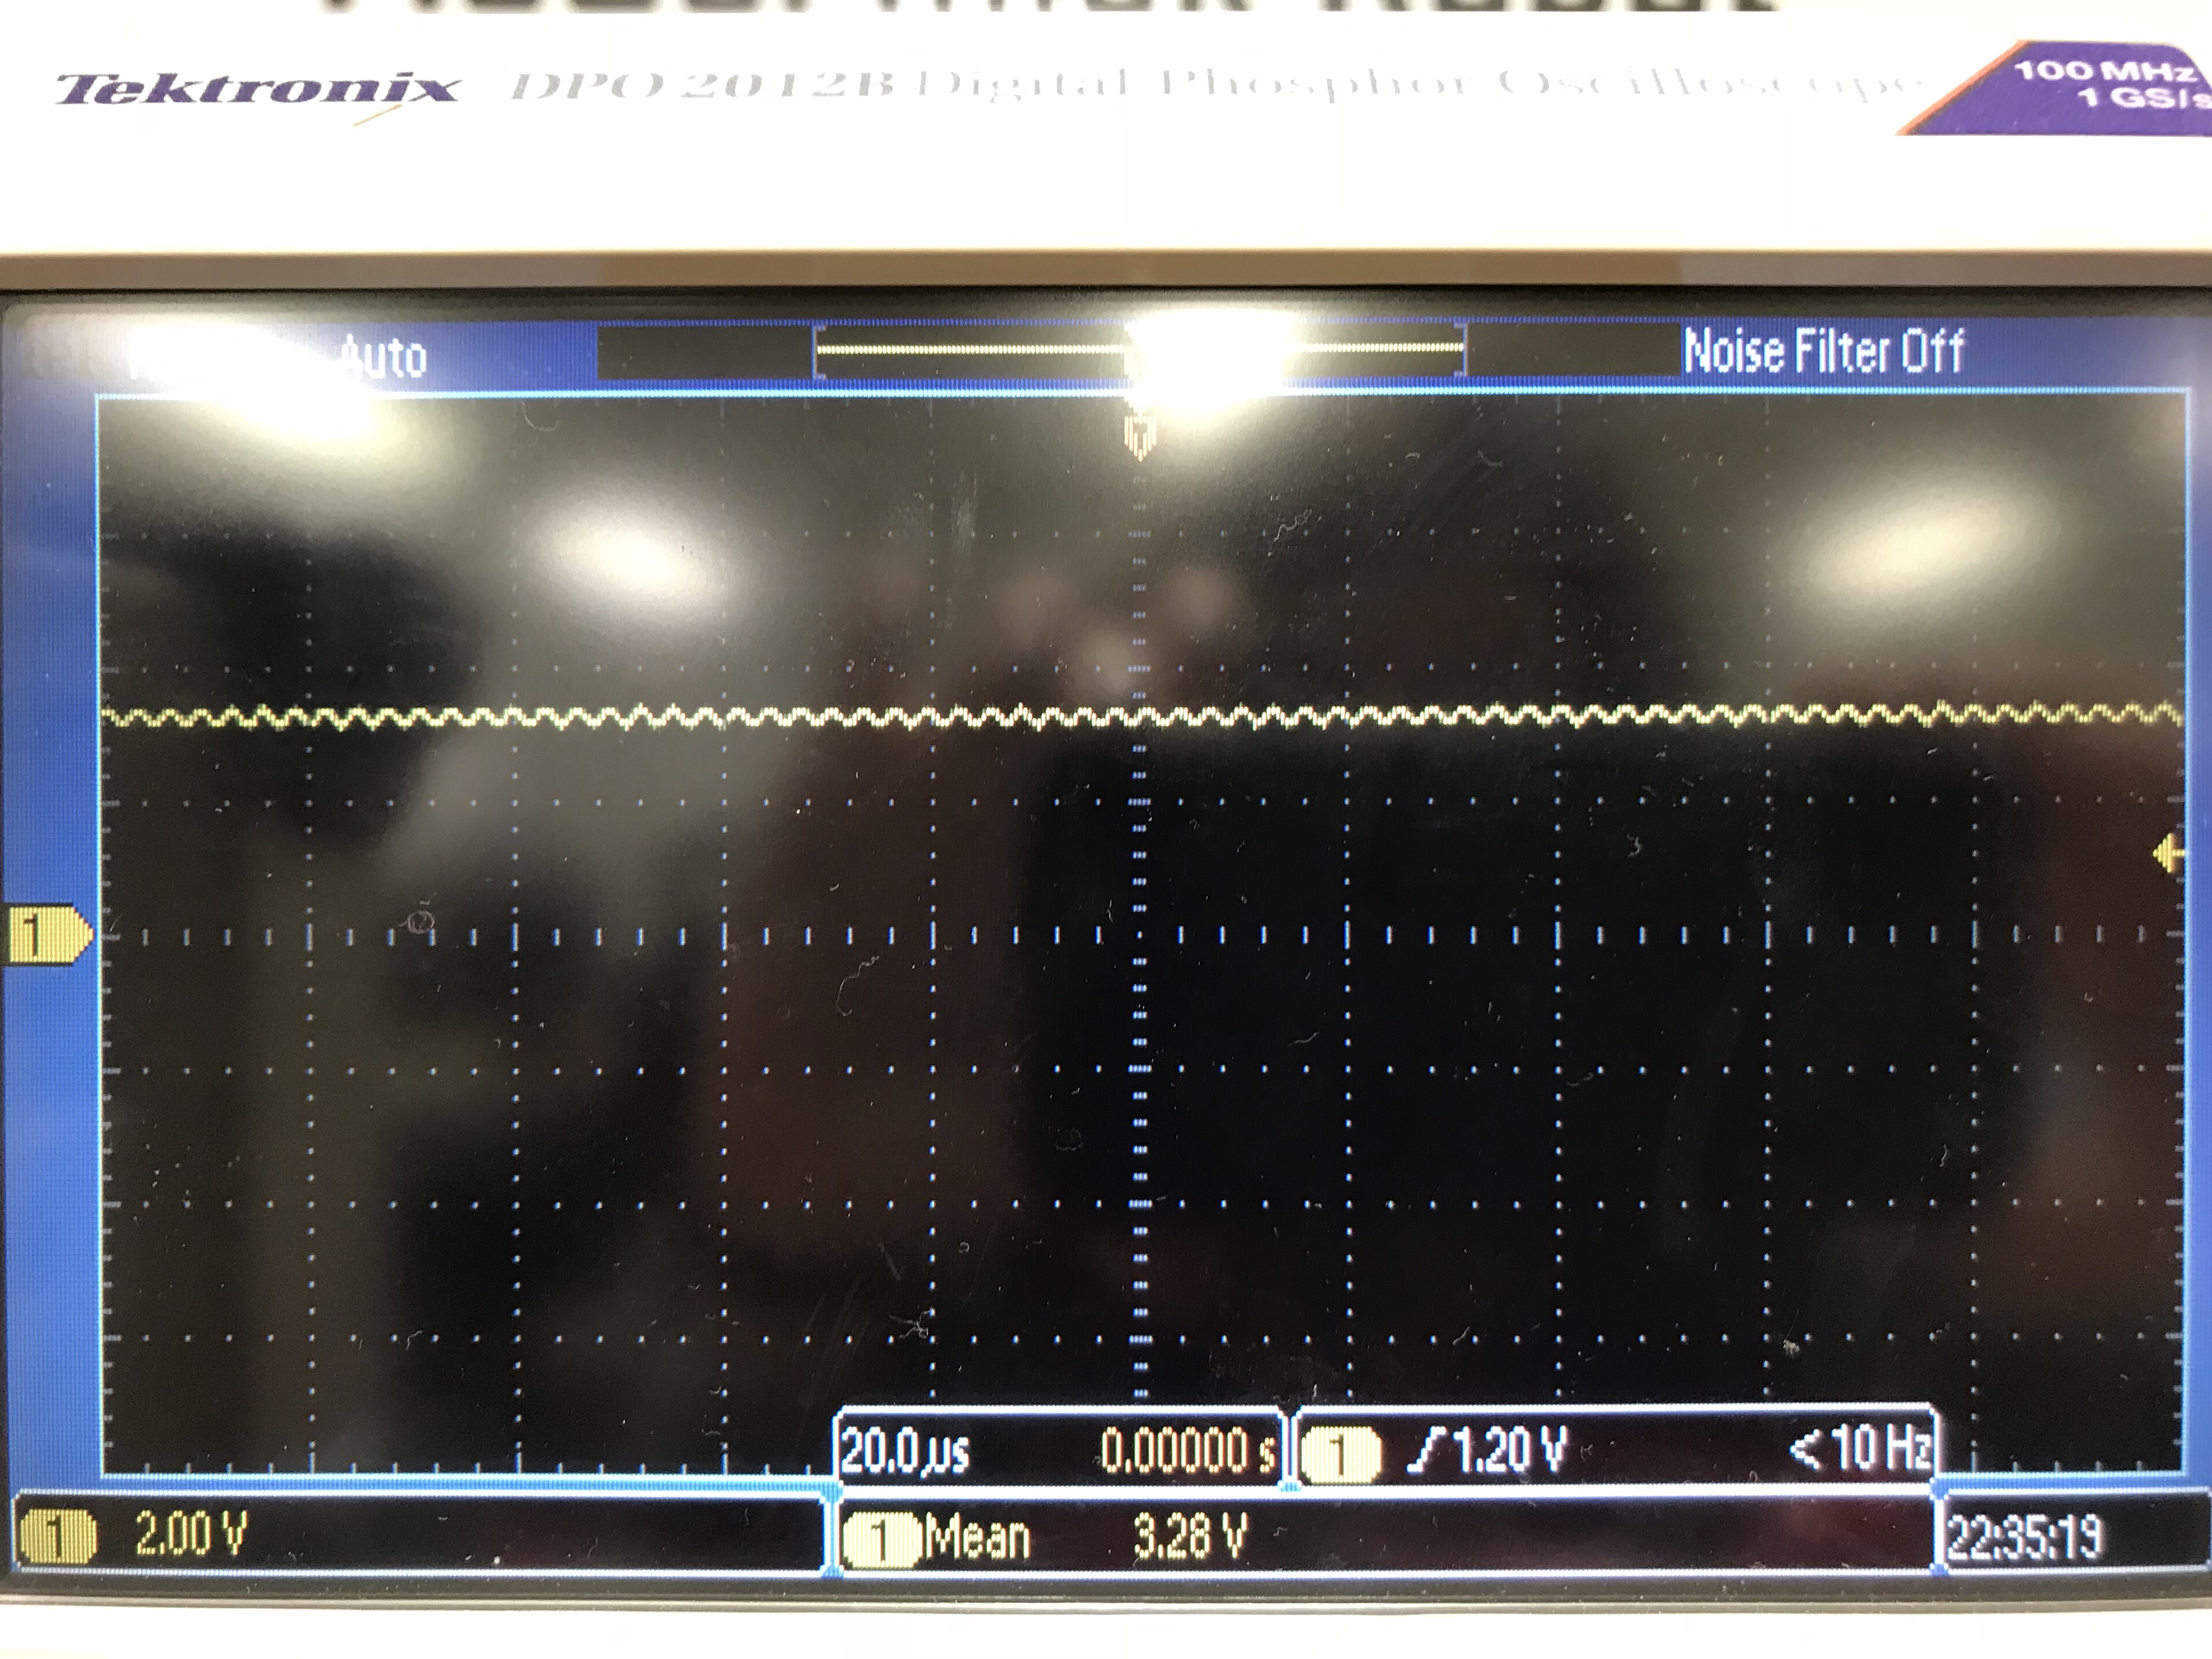 Tektronix DPO 2012B Digital Phosphor Oscilloscope
100 MHz
1 GS/s
Auto
Noise Filter Off
1
20.0µs 0.00000 s
1 1.20 V <10 Hz
1 2.00 V
1 Mean 3.28 V
22:35:19